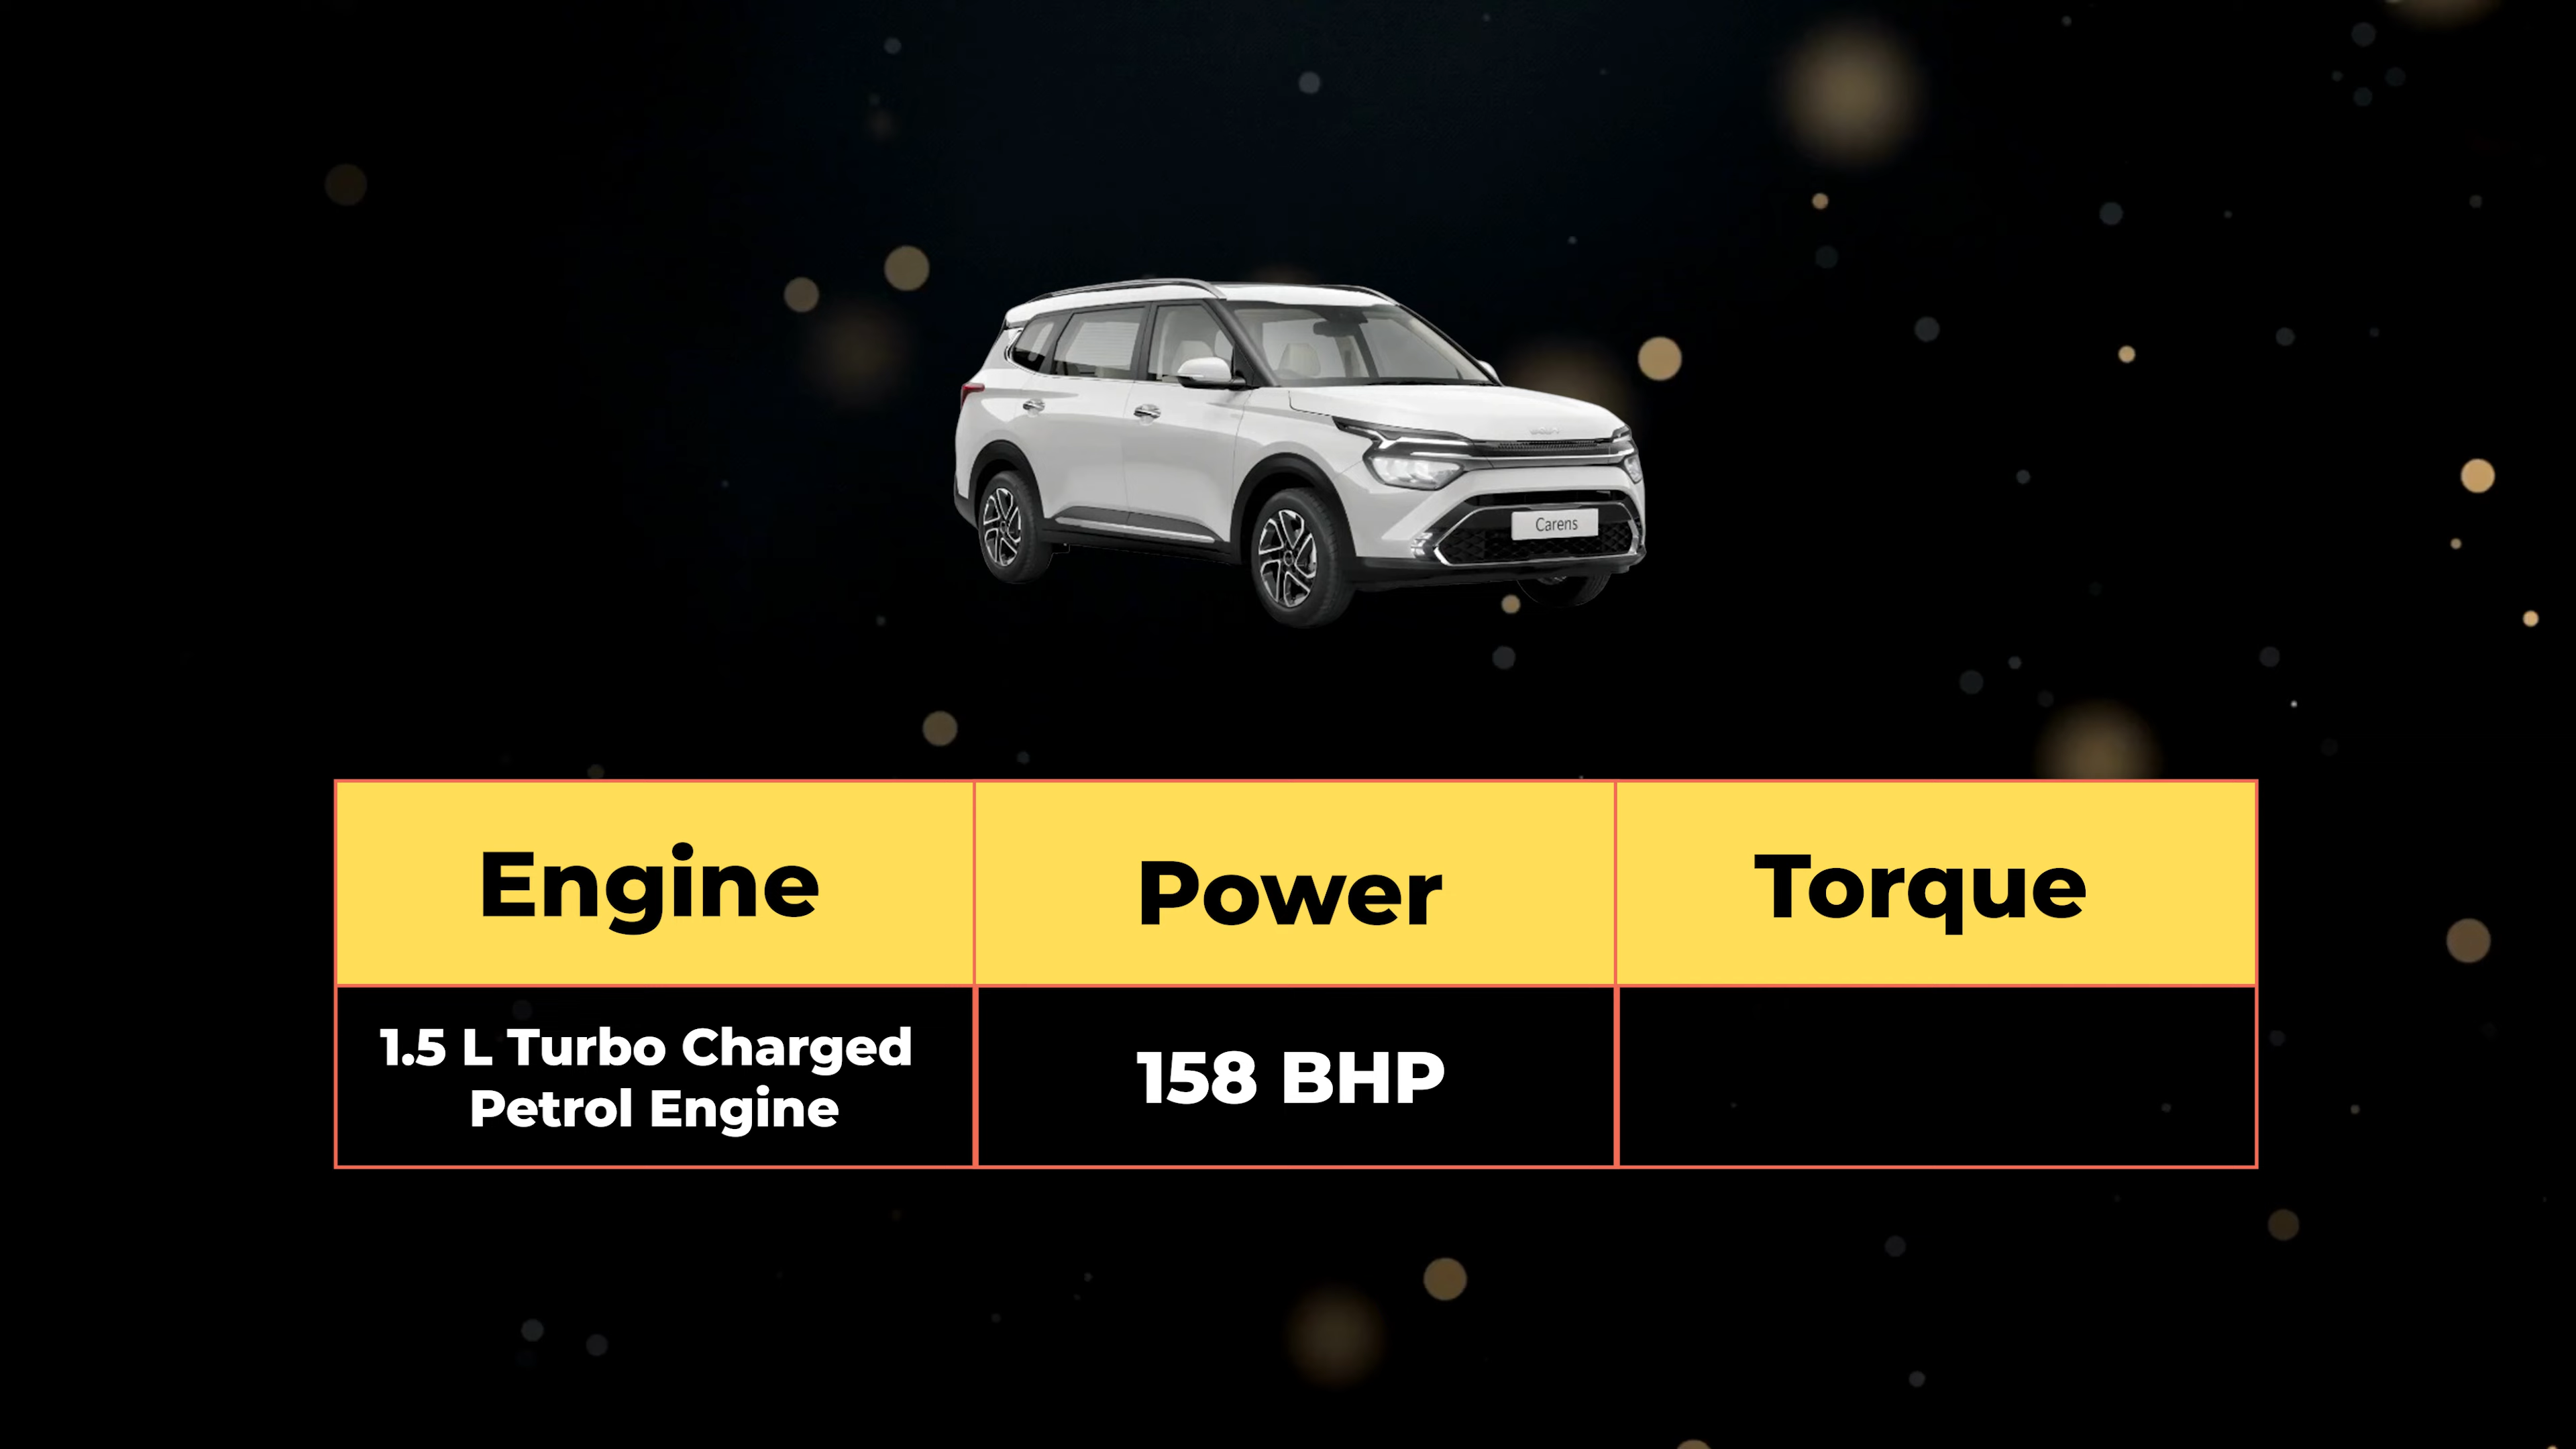 Carens
Engine
Power
Torque
1.5 L Turbo Charged
Petrol Engine
158 BHP